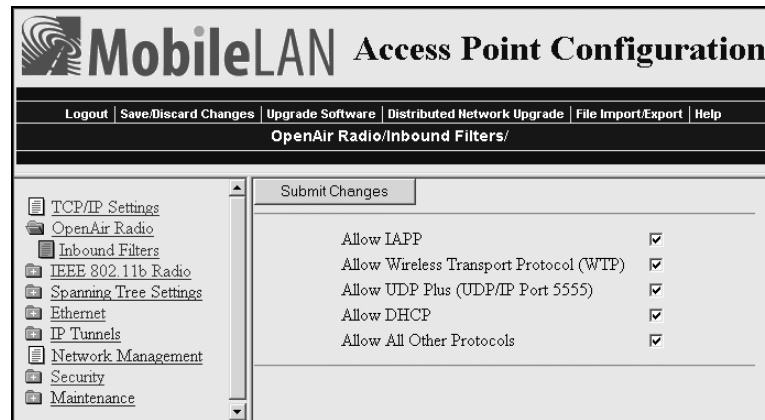 MobileLAN Access Point Configuration
Logout | Save/Discard Changes | Upgrade Software | Distributed Network Upgrade | File Import/Export | Help
OpenAir Radio/Inbound Filters/
Submit Changes
TCP/IP Settings
OpenAir Radio
Inbound Filters
IEEE 802.11b Radio
Spanning Tree Settings
Ethernet
IP Tunnels
Network Management
Security
Maintenance
Allow IAPP
Allow Wireless Transport Protocol (WTP)
Allow UDP Plus (UDP/IP Port 5555)
Allow DHCP
Allow All Other Protocols